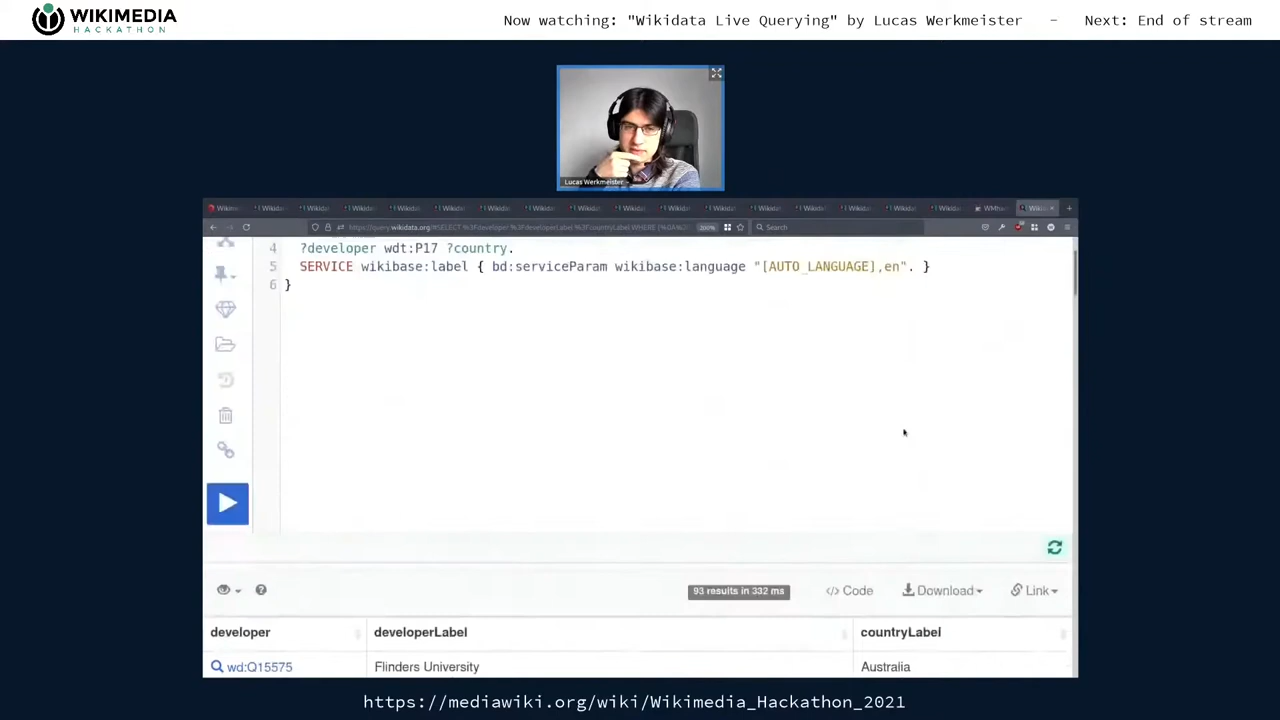 WIKIMEDIA
HACKATHON
Now watching: "Wikidata Live Querying" by Lucas Werkmeister - Next: End of stream
Lucas Werkmeister
Search
4 ?developer wdt:P17 ?country.
5 SERVICE wikibase:label { bd:serviceParam wikibase:language "[AUTO_LANGUAGE],en". }
6 }
93 results in 332 ms
</> Code
Download
Link
developer developerLabel countryLabel
wd:Q15575 Flinders University Australia
https://mediawiki.org/wiki/Wikimedia_Hackathon_2021